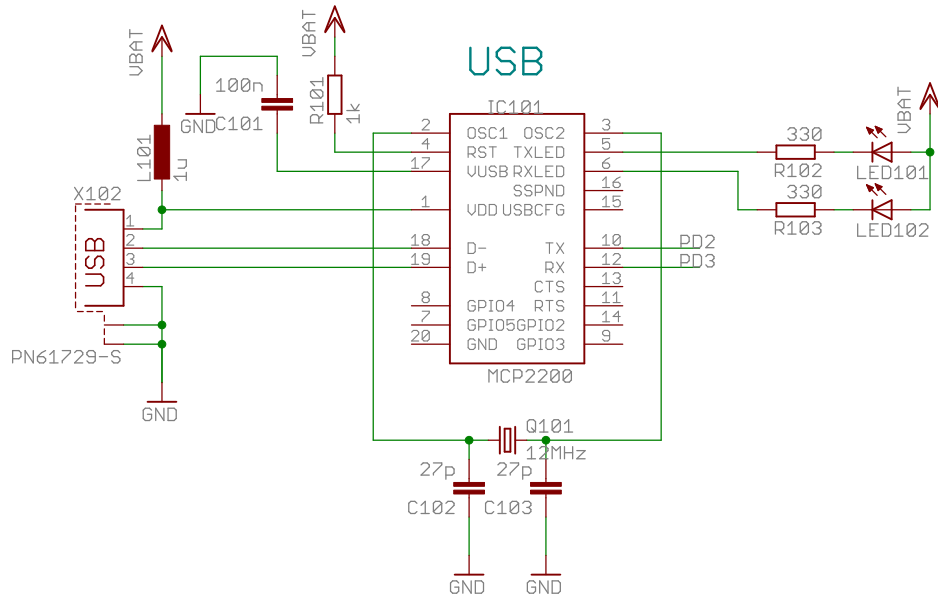 USB
VBAT
VBAT
VBAT
100n
GND
C101
R101
1k
L101
1u
X102
USB
1
2
3
4
PN61729-S
GND
IC101
2 OSC1 OSC2 3
4 RST TXLED 5
17 VUSB RXLED 6
SSPND 16
1 VDD USBCFG 15
18 D- TX 10 PD2
19 D+ RX 12 PD3
CTS 13
8 GPIO4 RTS 11
7 GPIO5 GPIO2 14
20 GND GPIO3 9
MCP2200
330
R102
LED101
330
R103
LED102
Q101
12MHz
27p
C102
27p
C103
GND
GND